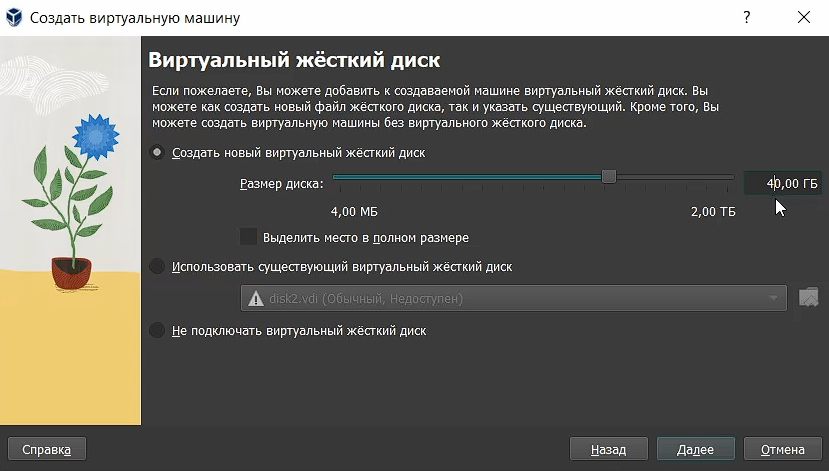 Создать виртуальную машину
?
Виртуальный жёсткий диск
Если пожелаете, Вы можете добавить к создаваемой машине виртуальный жёсткий диск. Вы
можете как создать новый файл жёсткого диска, так и указать существующий. Кроме того, Вы
можете создать виртуальную машины без виртуального жёсткого диска.
Создать новый виртуальный жёсткий диск
Размер диска:
40,00 ГБ
4,00 МБ
2,00 ТБ
Выделить место в полном размере
Использовать существующий виртуальный жёсткий диск
disk2.vdi (Обычный, Недоступен)
Не подключать виртуальный жёсткий диск
Справка
Назад
Далее
Отмена